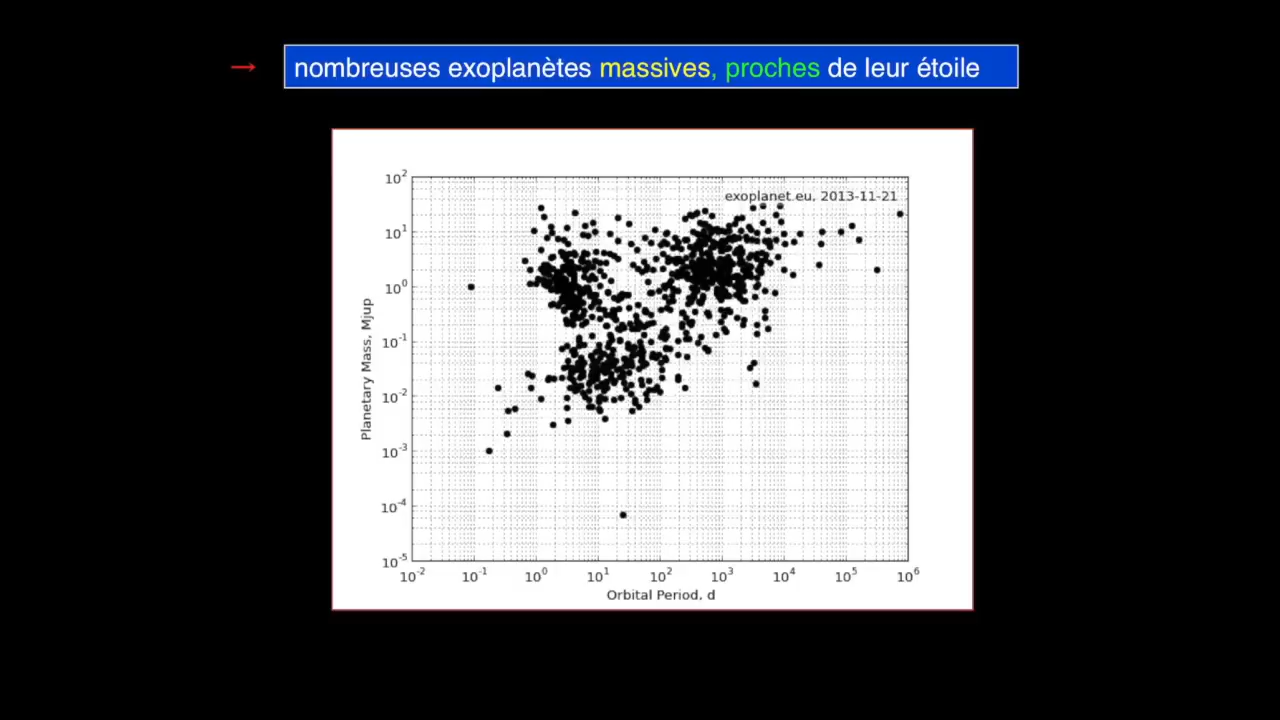 → nombreuses exoplanètes massives, proches de leur étoile
exoplanet.eu, 2013-11-21
Planetary Mass, Mjup
10²
10¹
10⁰
10⁻¹
10⁻²
10⁻³
10⁻⁴
10⁻⁵
10⁻² 10⁻¹ 10⁰ 10¹ 10² 10³ 10⁴ 10⁵ 10⁶
Orbital Period, d